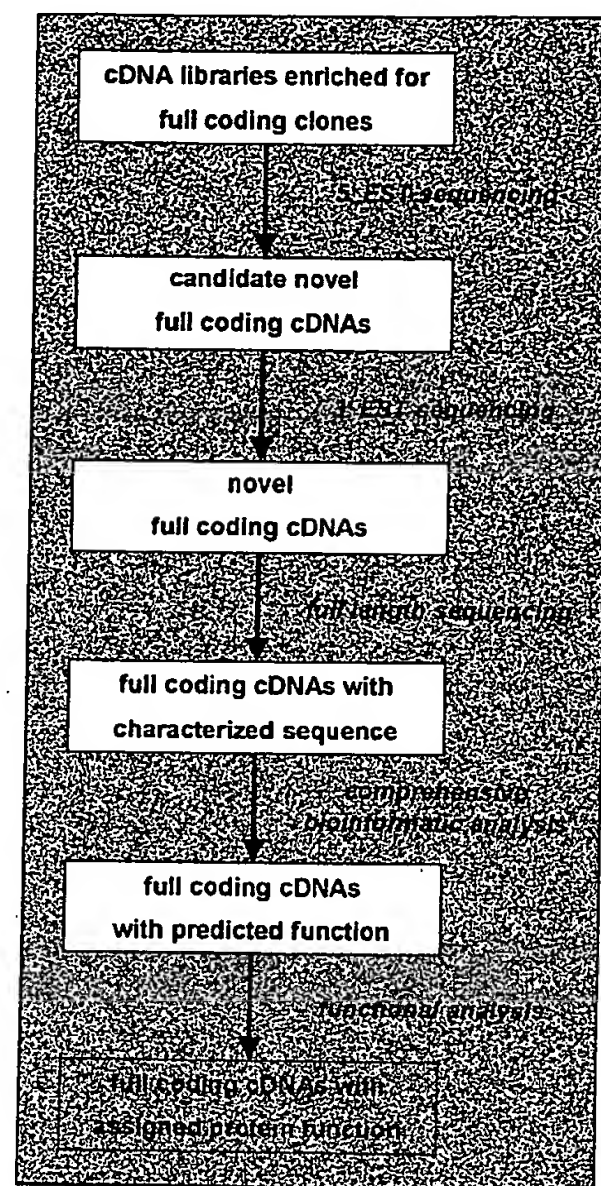 cDNA libraries enriched for
full coding clones
5' EST-sequencing
candidate novel
full coding cDNAs
EST-sequencing
novel
full coding cDNAs
full length sequencing
full coding cDNAs with
characterized sequence
comprehensive
bioinformatic analysis
full coding cDNAs
with predicted function
functional analysis
full coding cDNAs with
assigned protein function